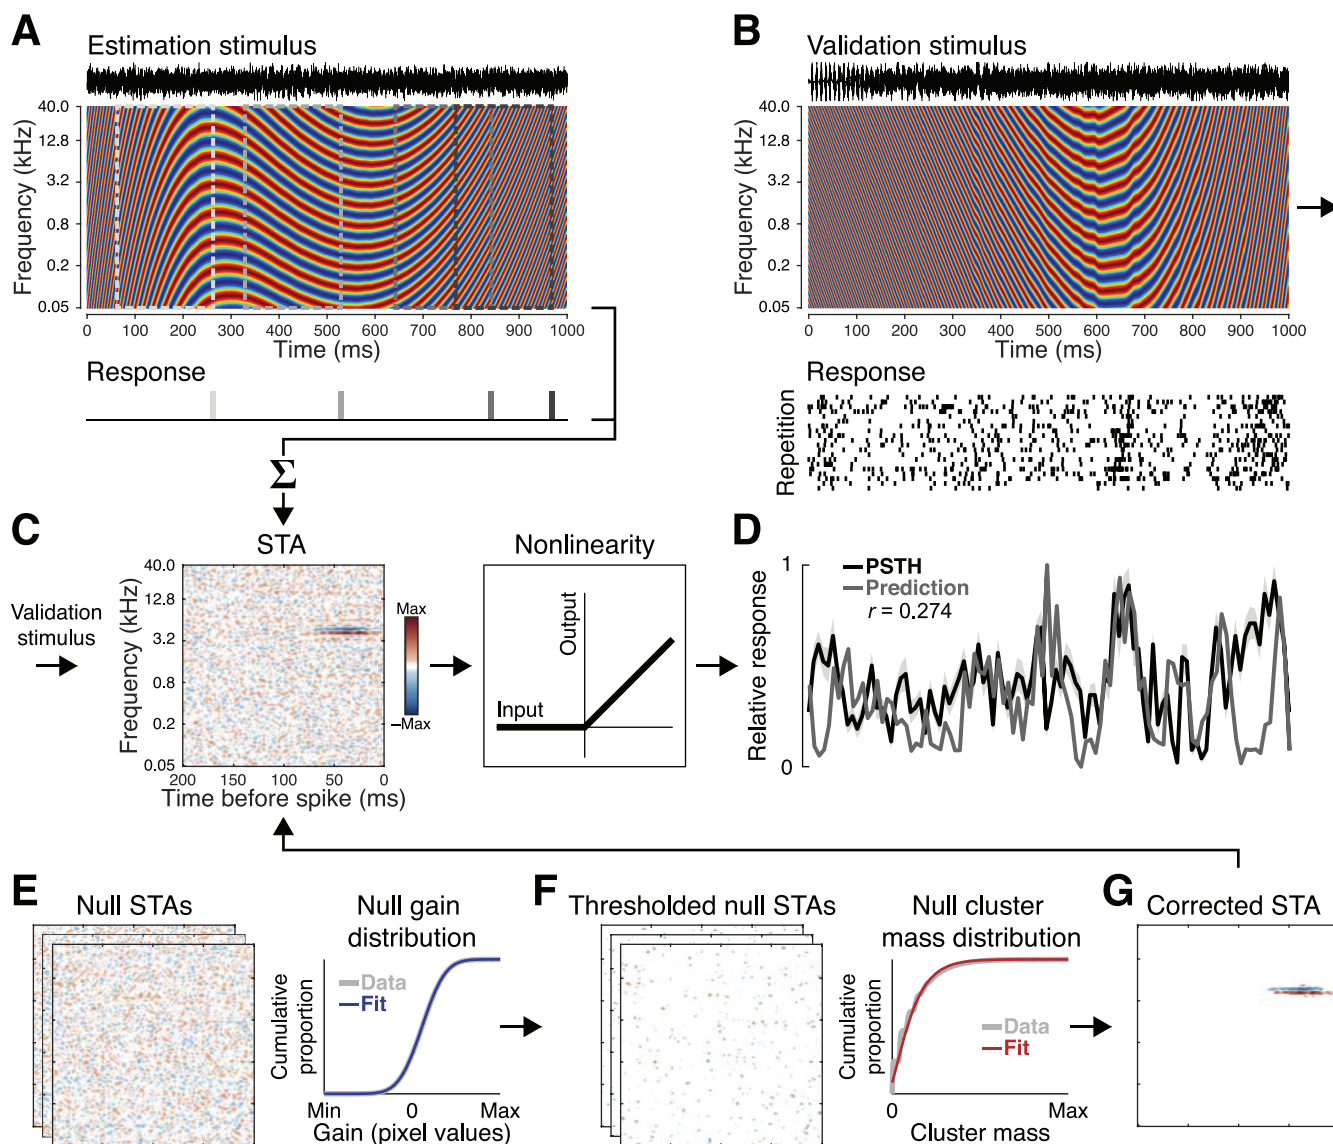 A
Estimation stimulus
Frequency (kHz)
40.0
12.8
3.2
0.8
0.2
0.05
0 100 200 300 400 500 600 700 800 900 1000
Time (ms)
Response
Σ
B
Validation stimulus
Frequency (kHz)
40.0
12.8
3.2
0.8
0.2
0.05
0 100 200 300 400 500 600 700 800 900 1000
Time (ms)
Response
Repetition
C
Validation
stimulus
STA
Frequency (kHz)
40.0
12.8
3.2
0.8
0.2
0.05
200 150 100 50 0
Time before spike (ms)
Max
–Max
Nonlinearity
Output
Input
D
Relative response
1
0
PSTH
Prediction
r = 0.274
E
Null STAs
Null gain
distribution
Cumulative
proportion
Data
Fit
Min 0 Max
Gain (pixel values)
F
Thresholded null STAs
Null cluster
mass distribution
Cumulative
proportion
Data
Fit
0 Max
Cluster mass
G
Corrected STA